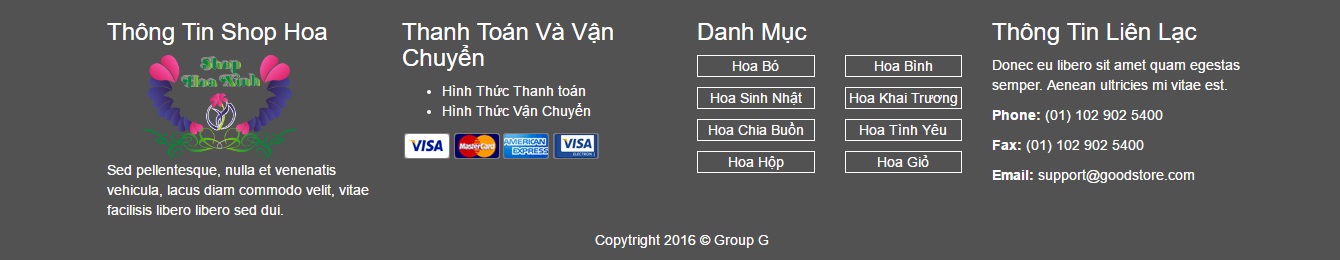 Thông Tin Shop Hoa
Shop
Hoa Xinh
Sed pellentesque, nulla et venenatis
vehicula, lacus diam commodo velit, vitae
facilisis libero libero sed dui.
Thanh Toán Và Vận
Chuyển
Hình Thức Thanh toán
Hình Thức Vận Chuyển
VISA MasterCard AMERICAN EXPRESS VISA ELECTRON
Danh Mục
Hoa Bó Hoa Bình
Hoa Sinh Nhật Hoa Khai Trương
Hoa Chia Buồn Hoa Tình Yêu
Hoa Hộp Hoa Giỏ
Thông Tin Liên Lạc
Donec eu libero sit amet quam egestas
semper. Aenean ultricies mi vitae est.
Phone: (01) 102 902 5400
Fax: (01) 102 902 5400
Email: support@goodstore.com
Copytright 2016 © Group G